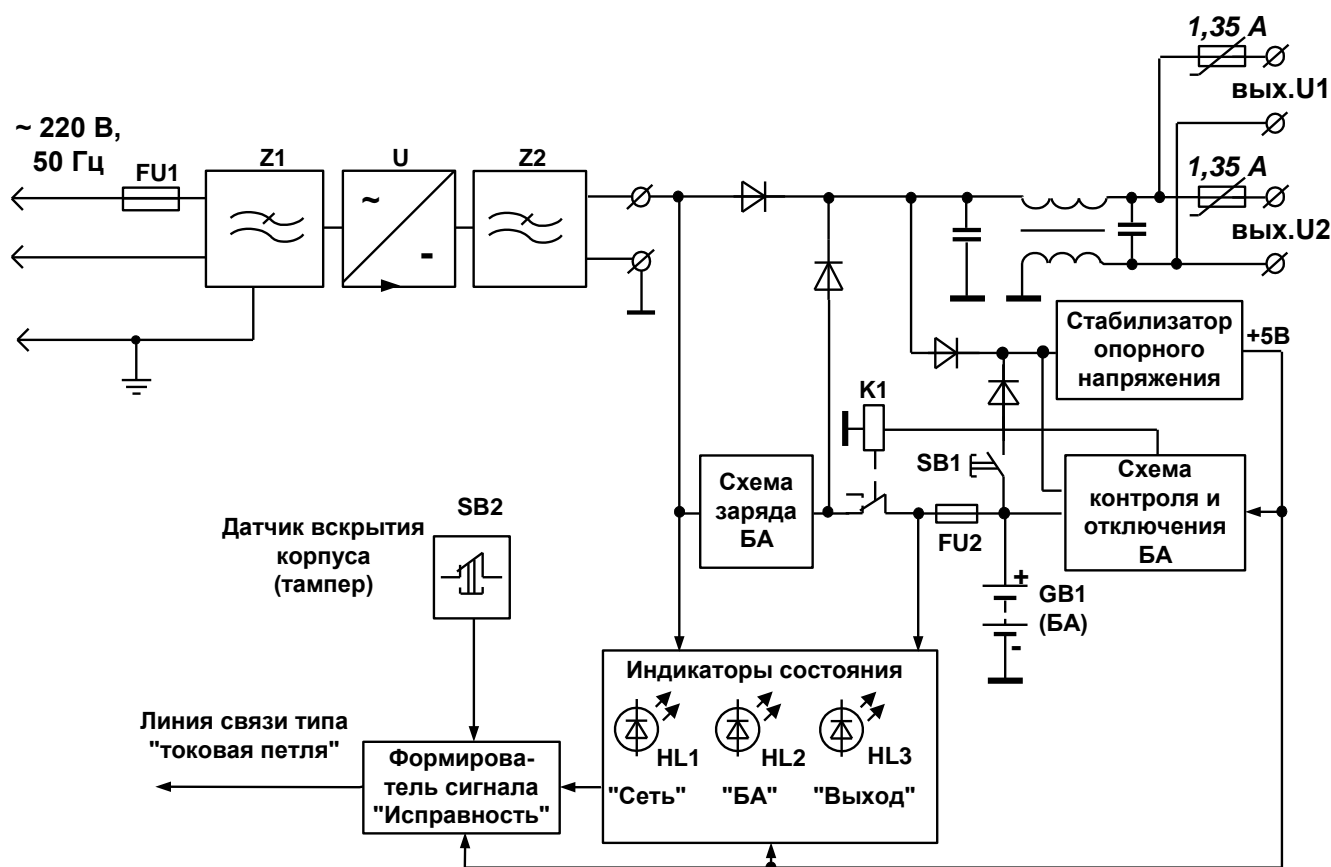 1,35 А
вых.U1
~ 220 В,
50 Гц
FU1
Z1
U
Z2
~
-
1,35 А
вых.U2
Стабилизатор
опорного
напряжения
+5В
K1
SB1
Схема
заряда
БА
FU2
Схема
контроля и
отключения
БА
SB2
Датчик вскрытия
корпуса
(тампер)
+
GB1
(БА)
-
Индикаторы состояния
HL1
HL2
HL3
"Сеть"
"БА"
"Выход"
Линия связи типа
"токовая петля"
Формирова-
тель сигнала
"Исправность"